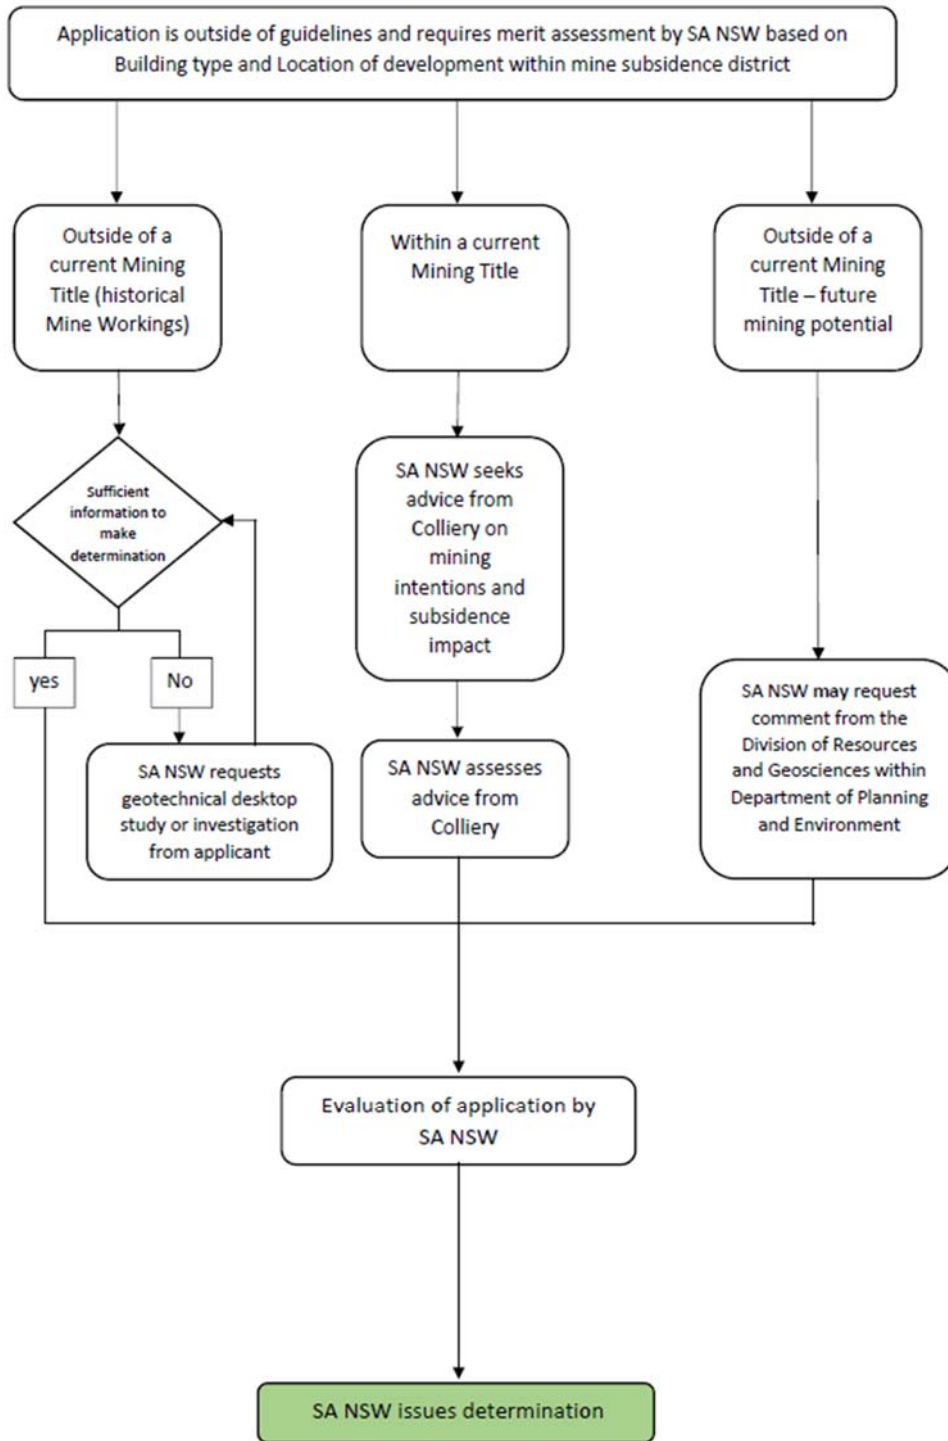 Application is outside of guidelines and requires merit assessment by SA NSW based on
Building type and Location of development within mine subsidence district
Outside of a
current Mining
Title (historical
Mine Workings)
Within a current
Mining Title
Outside of a
current Mining
Title – future
mining potential
Sufficient
information to
make
determination
yes
No
SA NSW requests
geotechnical desktop
study or investigation
from applicant
SA NSW seeks
advice from
Colliery on
mining
intentions and
subsidence
impact
SA NSW assesses
advice from
Colliery
SA NSW may request
comment from the
Division of Resources
and Geosciences within
Department of Planning
and Environment
Evaluation of application by
SA NSW
SA NSW issues determination